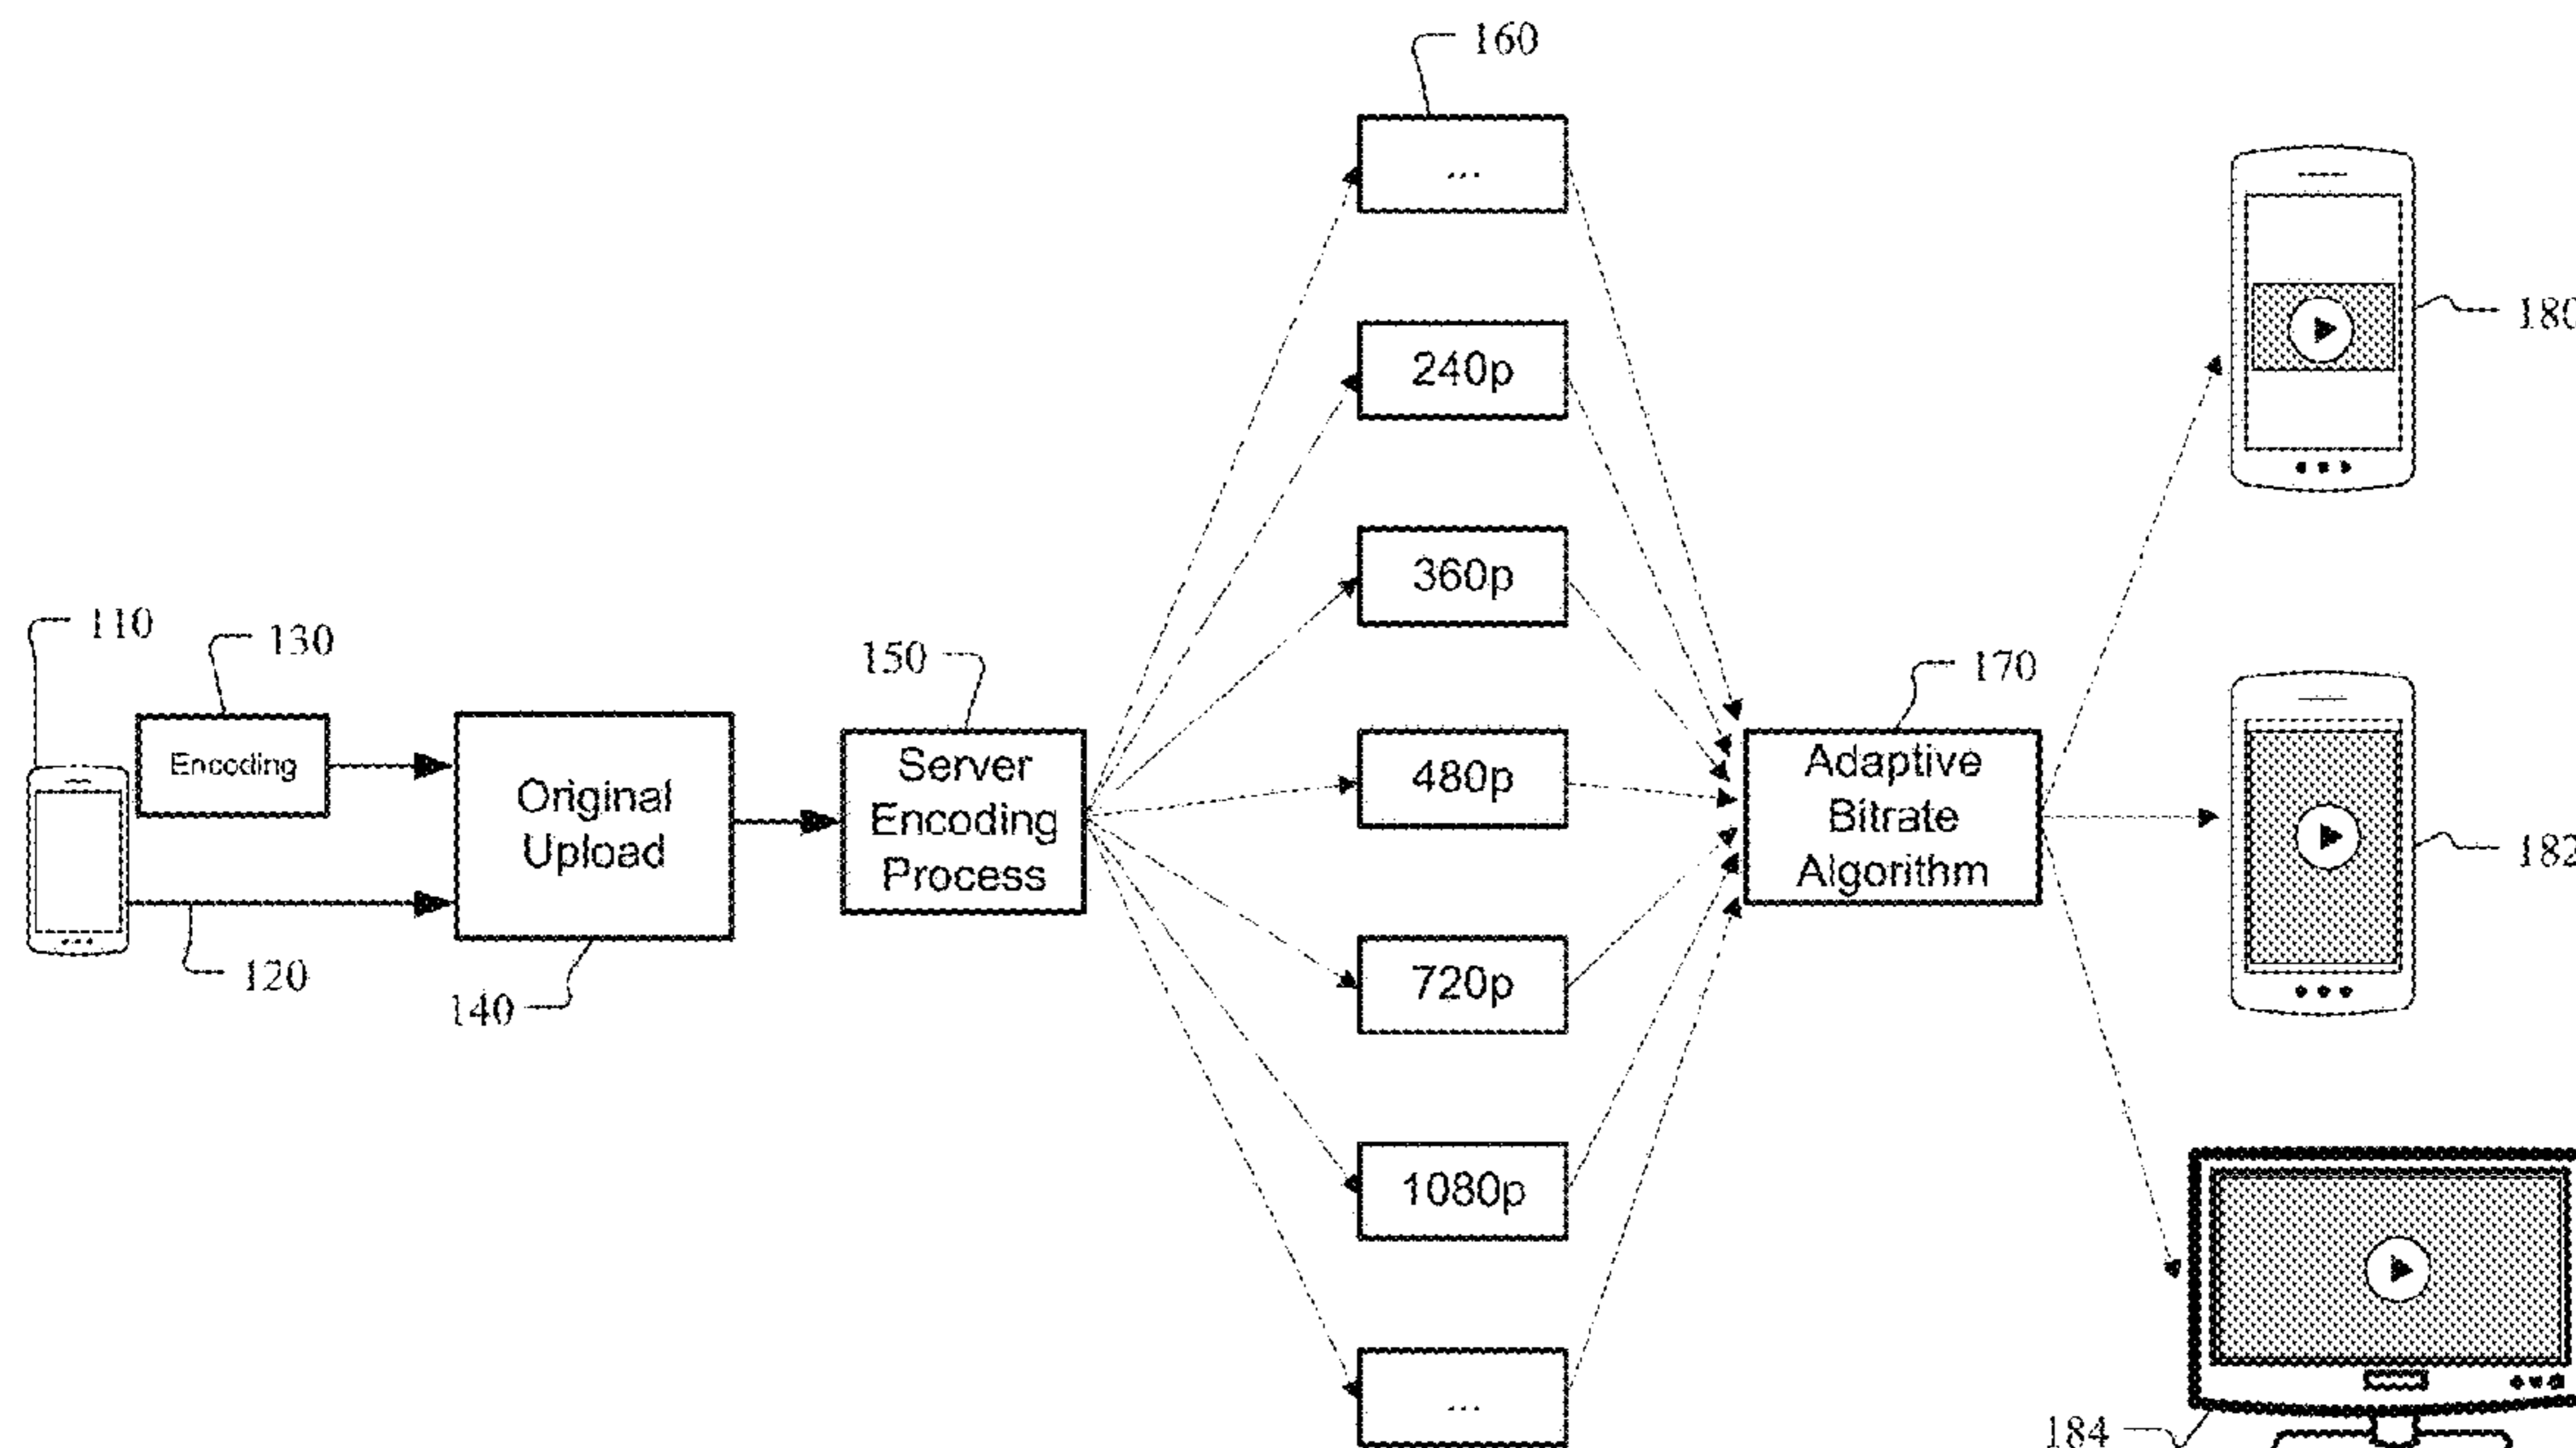 160
...
180
240p
360p
110
130
150
170
Encoding
Original
Upload
Server
Encoding
Process
480p
Adaptive
Bitrate
Algorithm
182
120
140
720p
1080p
...
184